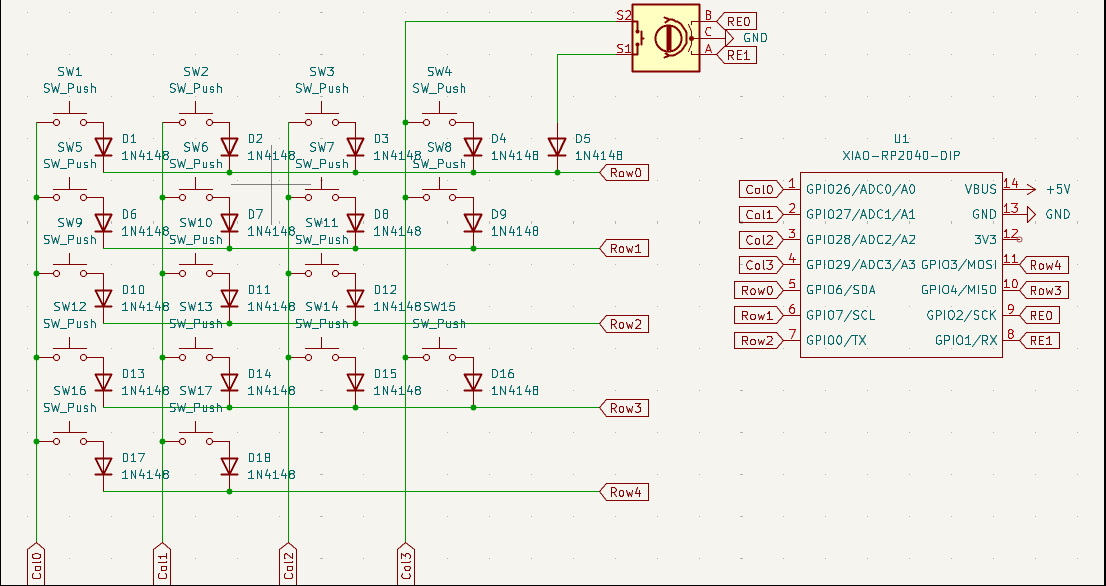 S2
B
RE0
C
GND
S1
A
RE1
SW1
SW_Push
SW2
SW_Push
SW3
SW_Push
SW4
SW_Push
D1
1N4148
D2
1N4148
D3
1N4148
D4
1N4148
D5
1N4148
Row0
SW5
SW_Push
SW6
SW_Push
SW7
SW_Push
SW8
SW_Push
D6
1N4148
D7
1N4148
D8
1N4148
D9
1N4148
Row1
SW9
SW_Push
SW10
SW_Push
SW11
SW_Push
D10
1N4148
D11
1N4148
D12
1N4148
Row2
SW12
SW_Push
SW13
SW_Push
SW14
SW_Push
SW15
SW_Push
D13
1N4148
D14
1N4148
D15
1N4148
D16
1N4148
Row3
SW16
SW_Push
SW17
SW_Push
D17
1N4148
D18
1N4148
Row4
Col0
Col1
Col2
Col3
U1
XIAO-RP2040-DIP
Col0 1 GPIO26/ADC0/A0 VBUS 14 +5V
Col1 2 GPIO27/ADC1/A1 GND 13 GND
Col2 3 GPIO28/ADC2/A2 3V3 12
Col3 4 GPIO29/ADC3/A3 GPIO3/MOSI 11 Row4
Row0 5 GPIO6/SDA GPIO4/MISO 10 Row3
Row1 6 GPIO7/SCL GPIO2/SCK 9 RE0
Row2 7 GPIO0/TX GPIO1/RX 8 RE1